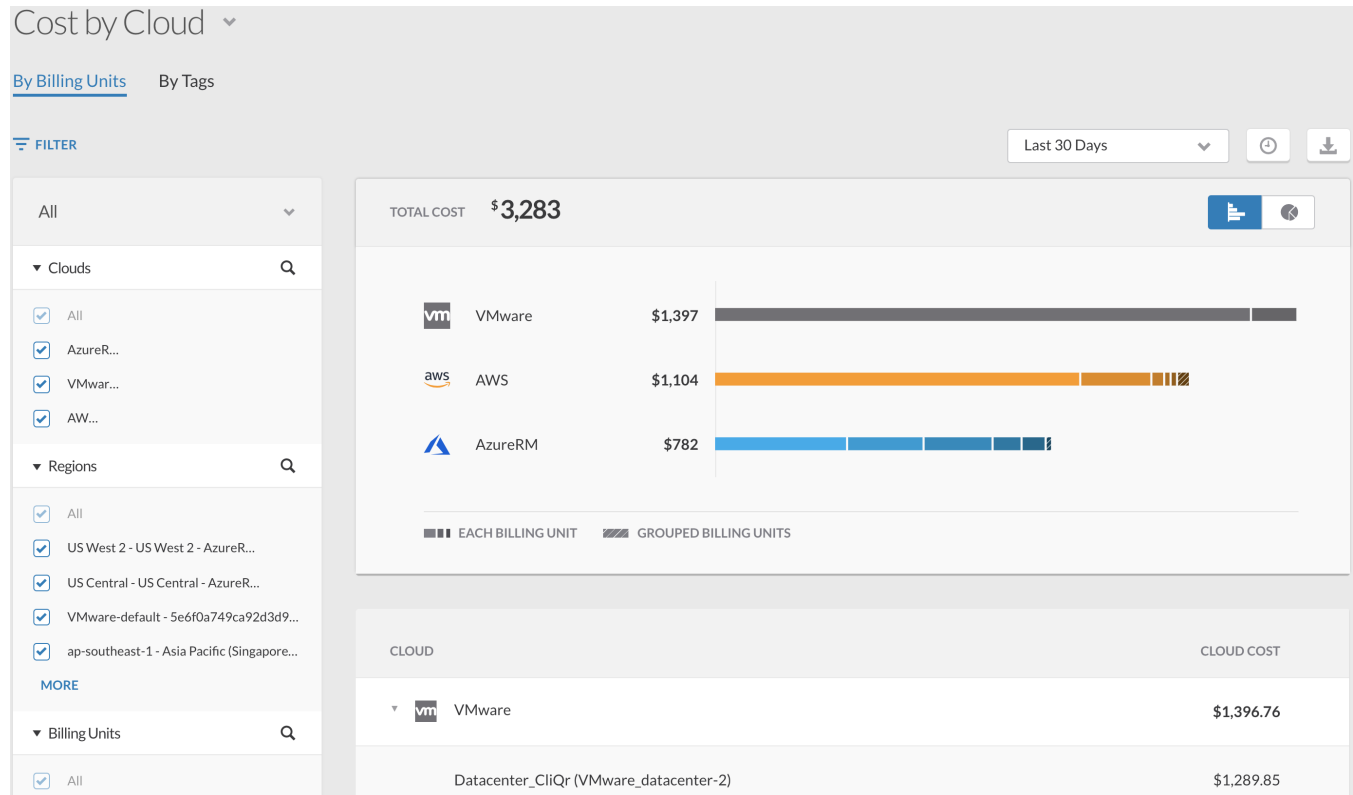 Cost by Cloud
By Billing Units By Tags
FILTER
Last 30 Days
All
Clouds
All
AzureR...
VMwar...
AW...
Regions
All
US West 2 - US West 2 - AzureR...
US Central - US Central - AzureR...
VMware-default - 5e6f0a749ca92d3d9...
ap-southeast-1 - Asia Pacific (Singapore...
MORE
Billing Units
All
TOTAL COST $3,283
vm VMware $1,397
aws AWS $1,104
AzureRM $782
EACH BILLING UNIT GROUPED BILLING UNITS
CLOUD CLOUD COST
vm VMware $1,396.76
Datacenter_CliQr (VMware_datacenter-2) $1,289.85